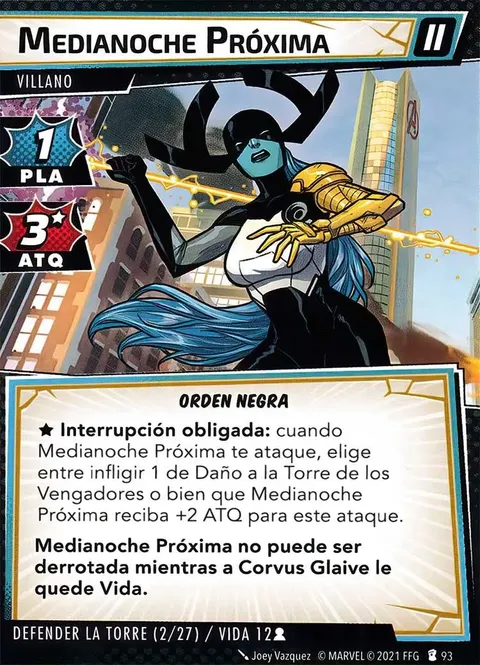 Medianoche Próxima
II
VILLANO
1
PLA
3★
ATQ
ORDEN NEGRA
★ Interrupción obligada: cuando
Medianoche Próxima te ataque, elige
entre infligir 1 de Daño a la Torre de los
Vengadores o bien que Medianoche
Próxima reciba +2 ATQ para este ataque.
Medianoche Próxima no puede ser
derrotada mientras a Corvus Glaive le
quede Vida.
DEFENDER LA TORRE (2/27) / VIDA 12
Joey Vazquez © MARVEL © 2021 FFG 93